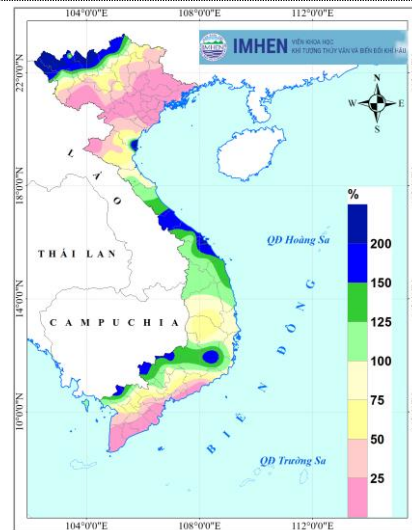 104°0'0"E 108°0'0"E 112°0'0"E
IMHEN
VIỆN KHOA HỌC
KHÍ TƯỢNG THỦY VĂN VÀ BIẾN ĐỔI KHÍ HẬU
22°0'0"N
N
W E
S
18°0'0"N
LÀO
%
200
QĐ Hoàng Sa
THÁI LAN
150
14°0'0"N
125
CAMPUCHIA
100
BIỂN ĐÔNG
75
50
10°0'0"N
QĐ Trường Sa
25
104°0'0"E 108°0'0"E 112°0'0"E